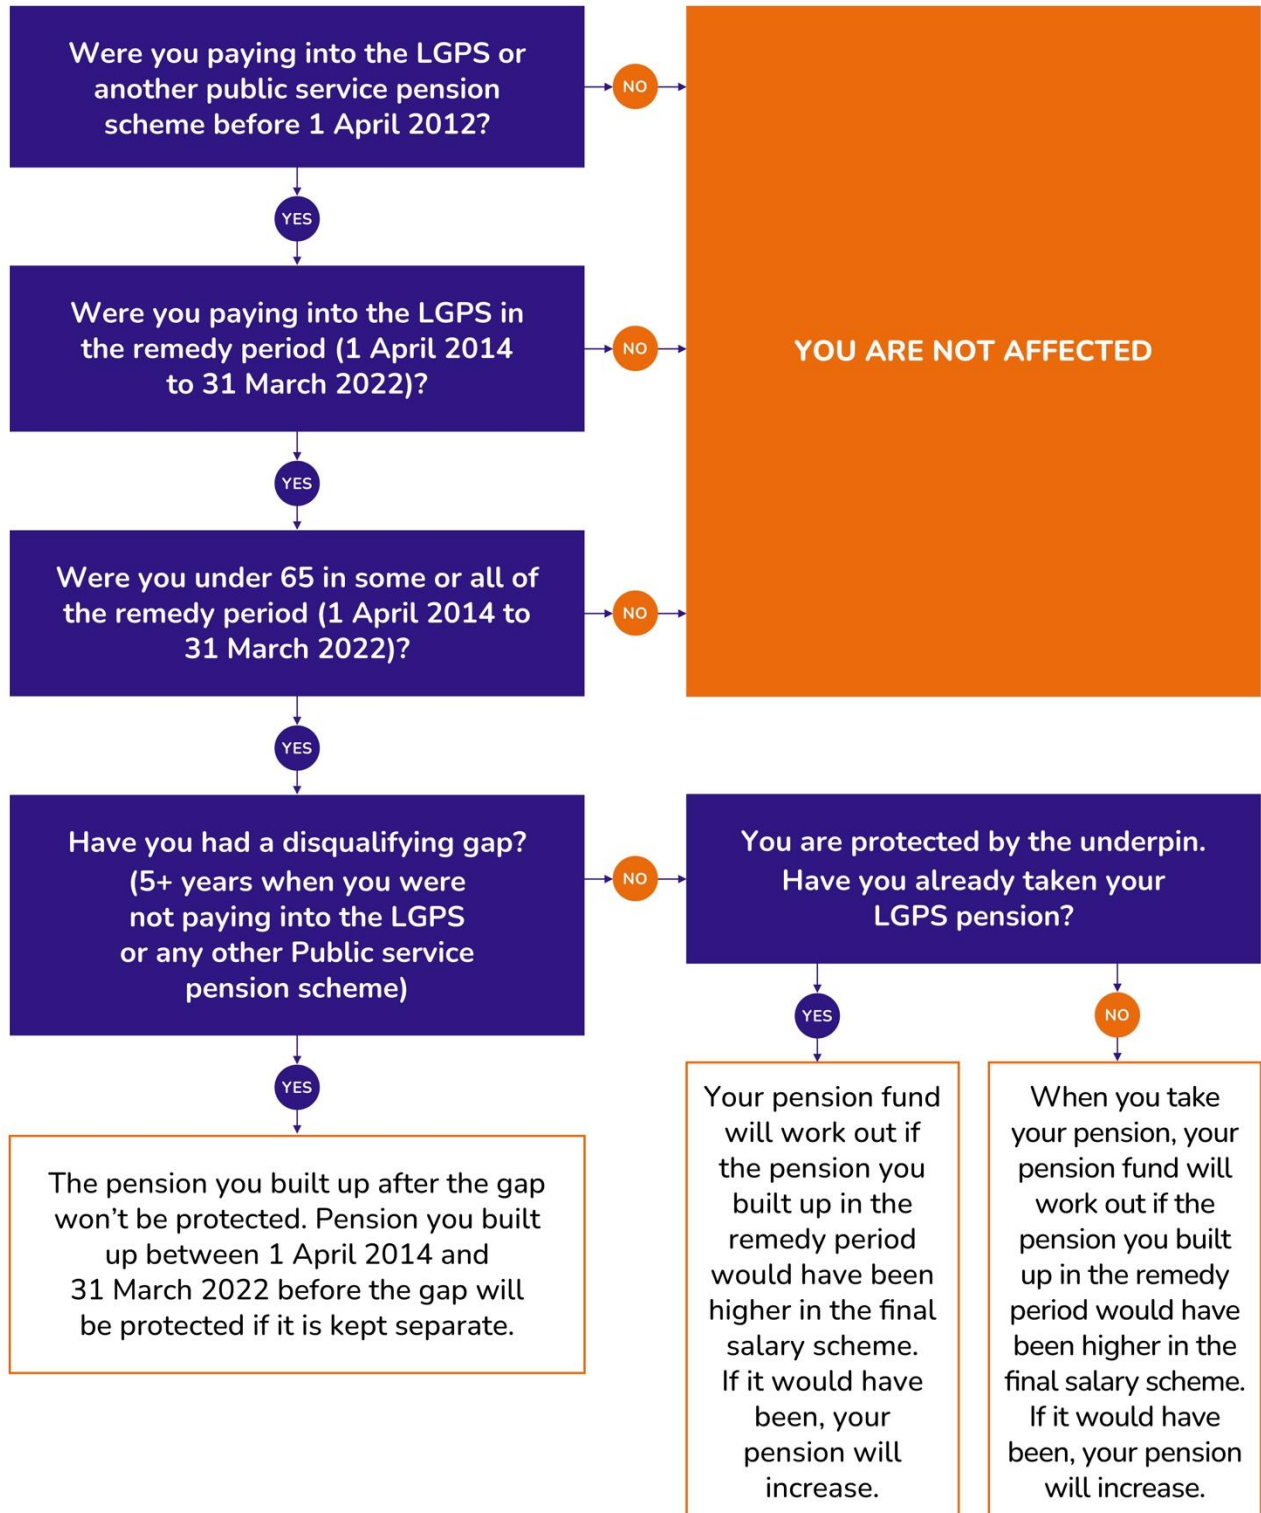 Were you paying into the LGPS or
another public service pension
scheme before 1 April 2012?
NO
YES
Were you paying into the LGPS in
the remedy period (1 April 2014
to 31 March 2022)?
NO
YOU ARE NOT AFFECTED
YES
Were you under 65 in some or all of
the remedy period (1 April 2014 to
31 March 2022)?
NO
YES
Have you had a disqualifying gap?
(5+ years when you were
not paying into the LGPS
or any other Public service
pension scheme)
NO
You are protected by the underpin.
Have you already taken your
LGPS pension?
YES
The pension you built up after the gap
won’t be protected. Pension you built
up between 1 April 2014 and
31 March 2022 before the gap will
be protected if it is kept separate.
YES
Your pension fund
will work out if
the pension you
built up in the
remedy period
would have been
higher in the final
salary scheme.
If it would have
been, your
pension will
increase.
NO
When you take
your pension, your
pension fund will
work out if the
pension you built
up in the remedy
period would have
been higher in the
final salary scheme.
If it would have
been, your pension
will increase.